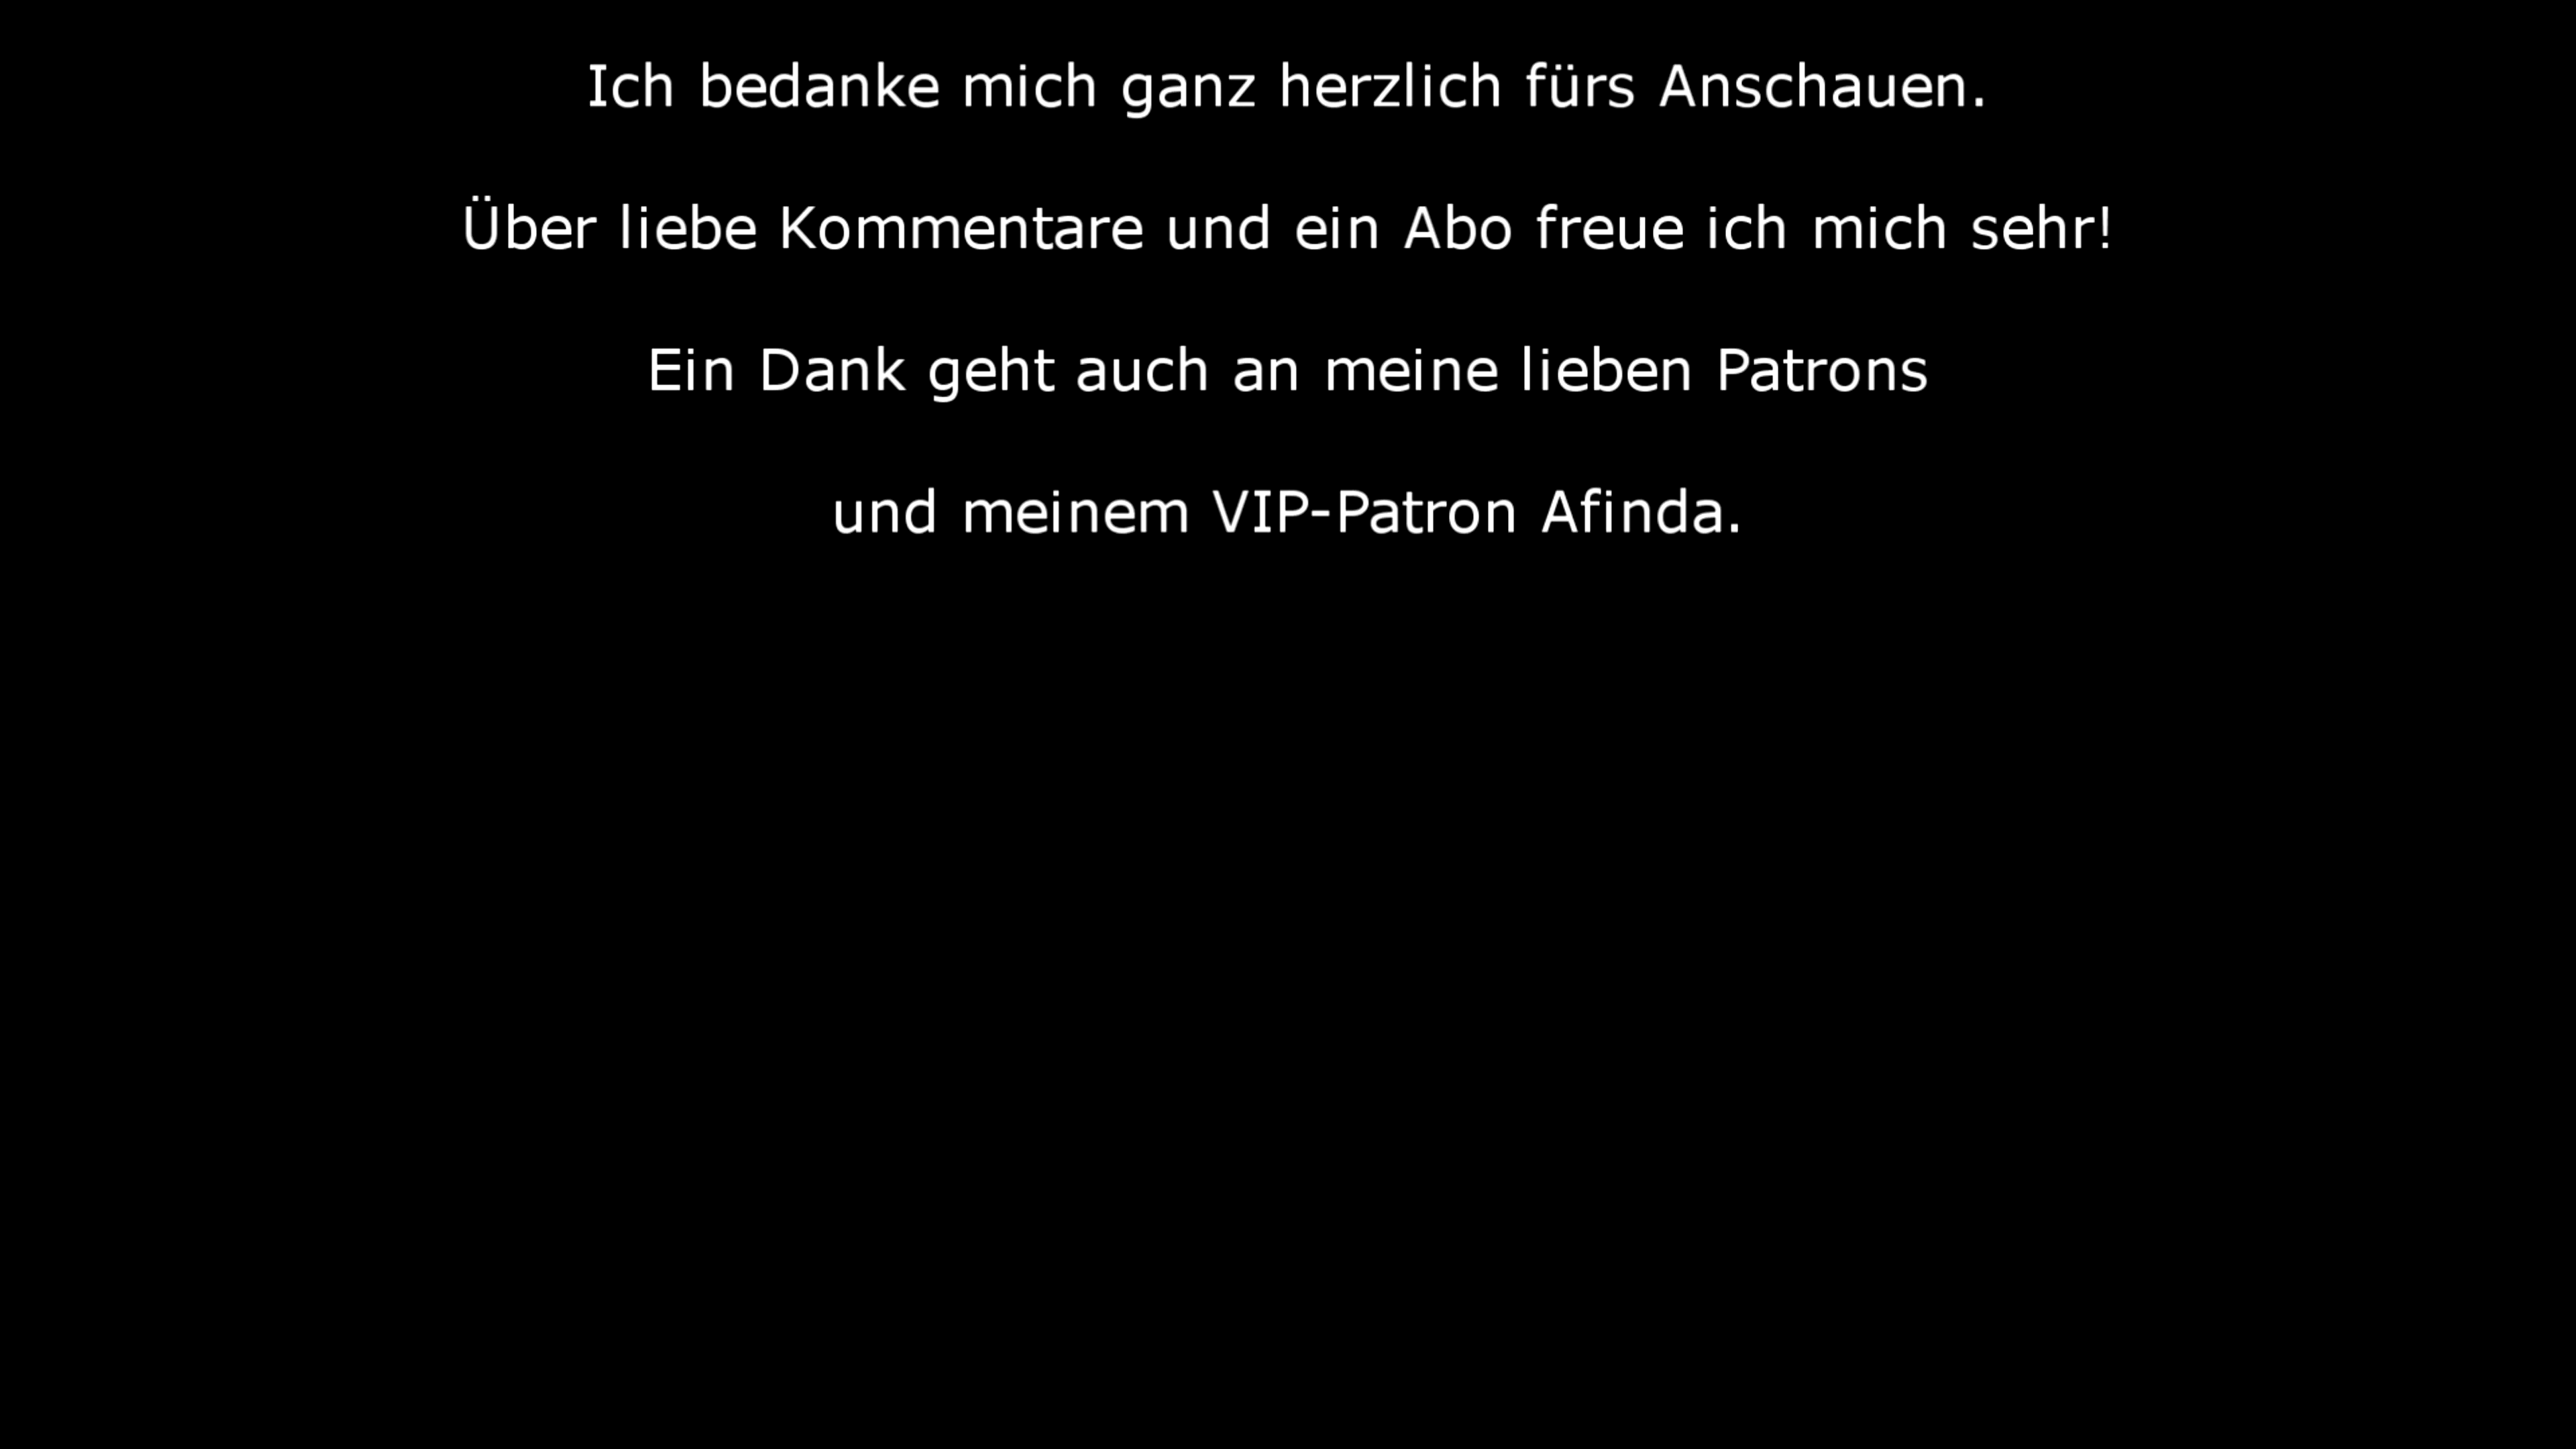 Ich bedanke mich ganz herzlich fürs Anschauen.
Über liebe Kommentare und ein Abo freue ich mich sehr!
Ein Dank geht auch an meine lieben Patrons
und meinem VIP-Patron Afinda.